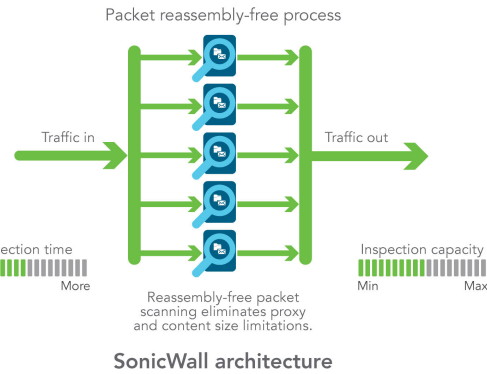 Packet reassembly-free process
Traffic in
Traffic out
ection time
More
Inspection capacity
Min
Max
Reassembly-free packet
scanning eliminates proxy
and content size limitations.
SonicWall architecture